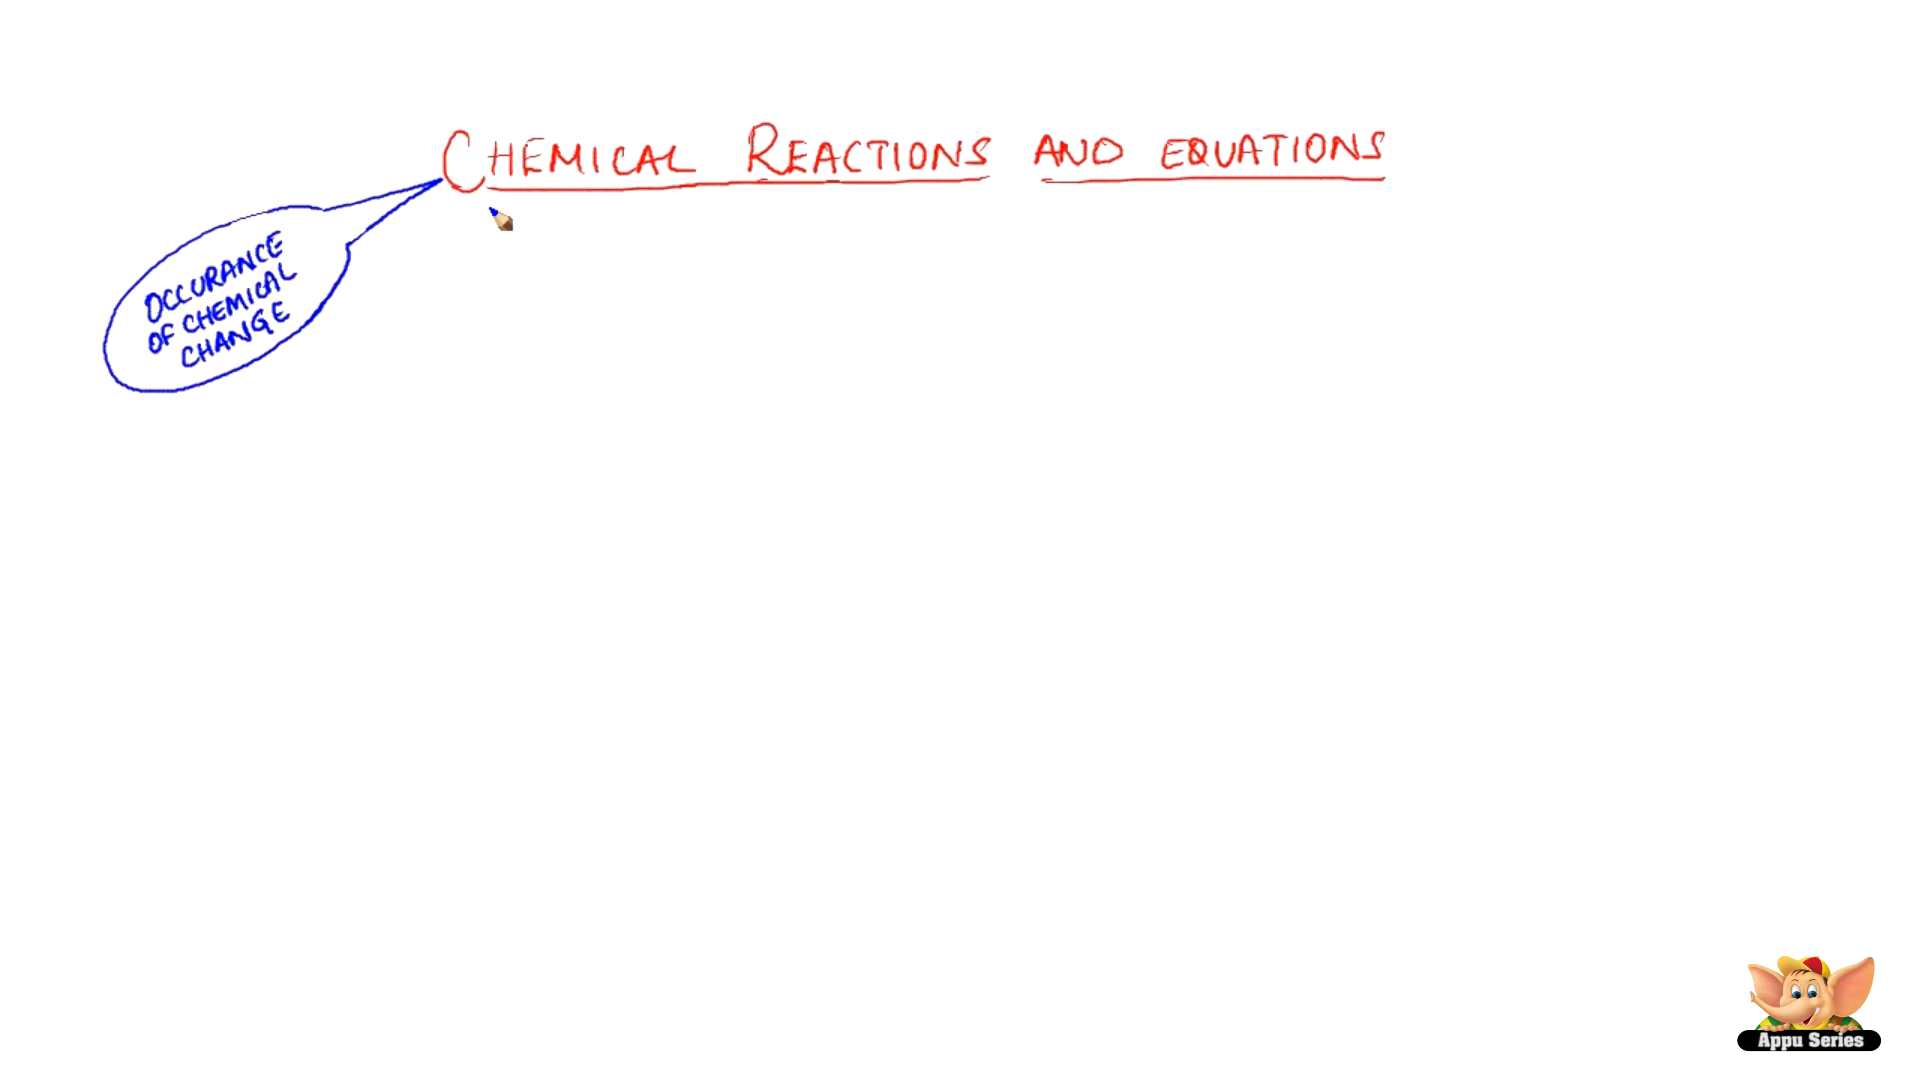 CHEMICAL REACTIONS AND EQUATIONS
OCCURANCE
OF CHEMICAL
CHANGE
Appu Series